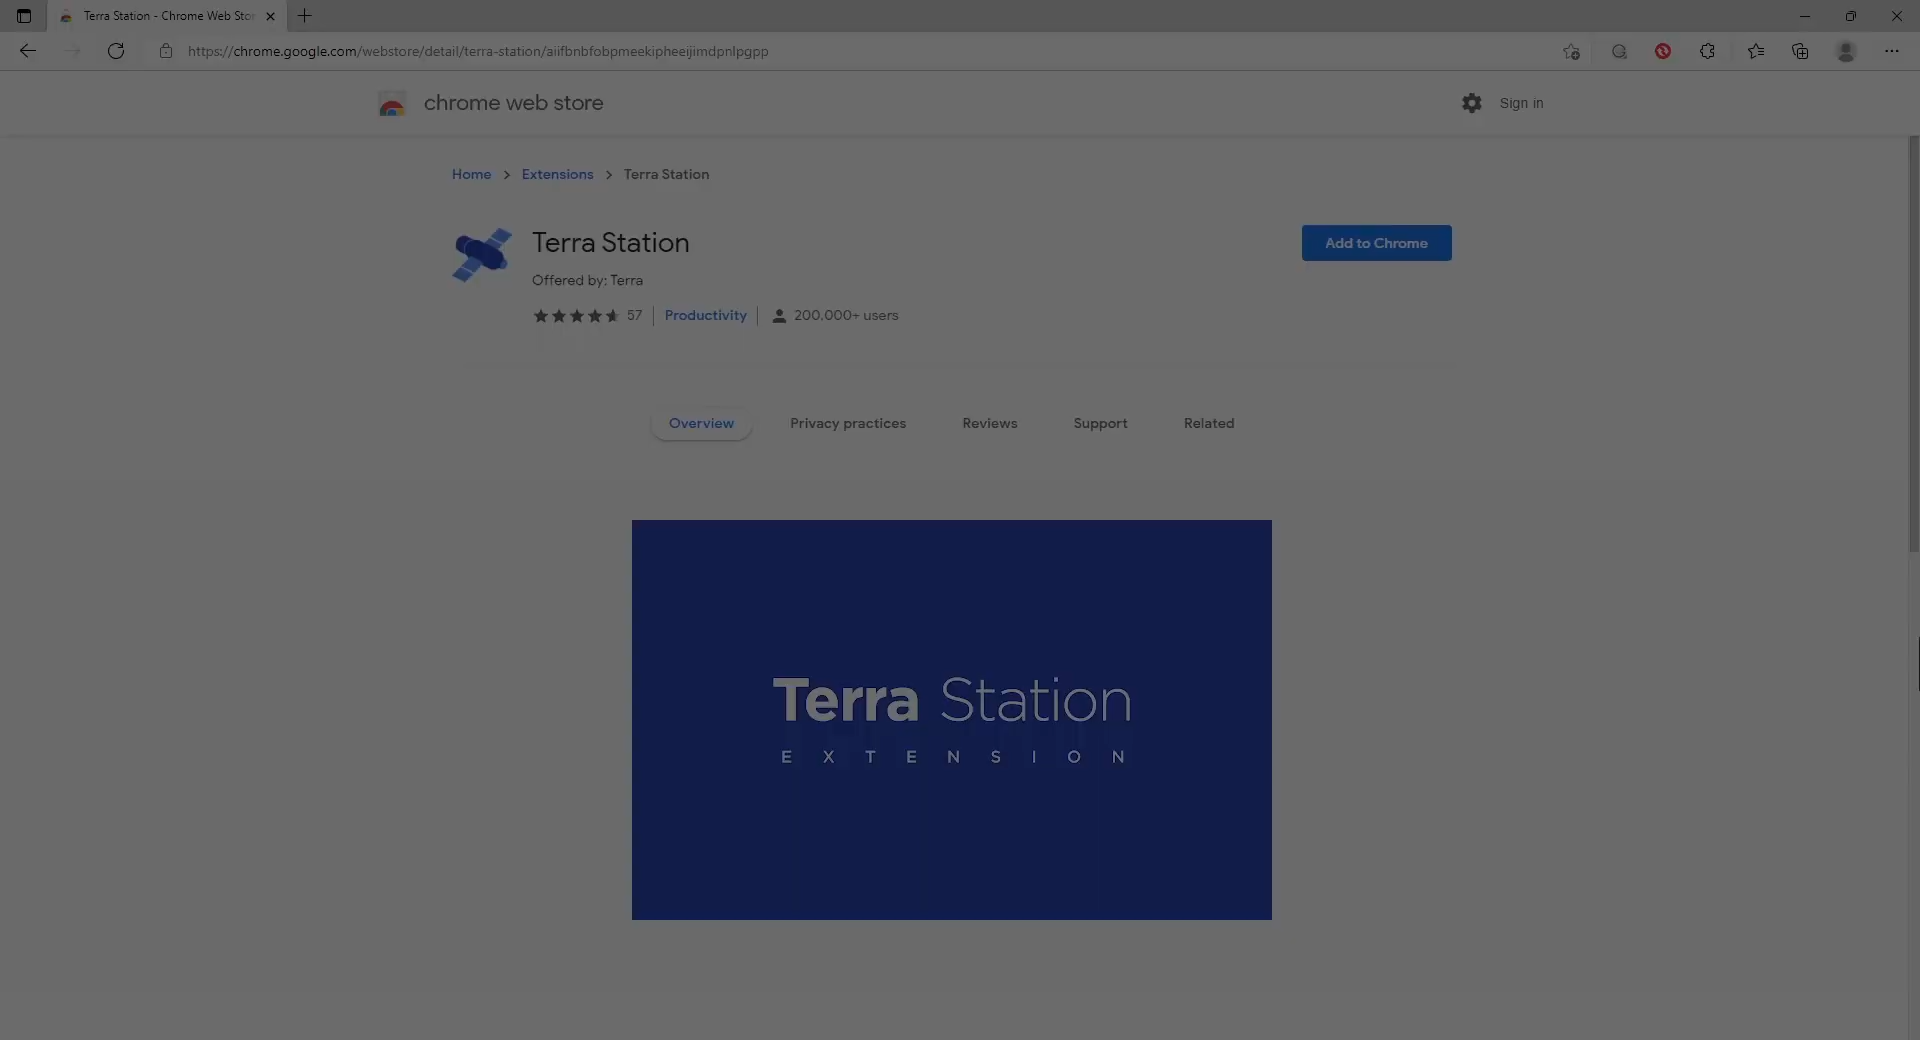 Terra Station - Chrome Web Stor
https://chrome.google.com/webstore/detail/terra-station/aiifbnbfobpmeekipheeijimdpnlpgpp
chrome web store
Sign in
Home > Extensions > Terra Station
Terra Station
Add to Chrome
Offered by: Terra
57 Productivity 200,000+ users
Overview Privacy practices Reviews Support Related
Terra Station
EXTENSION